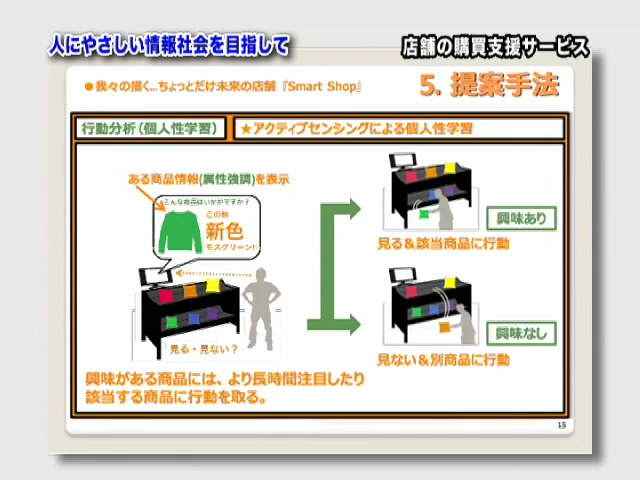 人にやさしい情報社会を目指して
店舗の購買支援サービス
●我々の描く...ちょっとだけ未来の店舗『Smart Shop』
5. 提案手法
行動分析(個人性学習)
★アクティブセンシングによる個人性学習
ある商品情報(属性強調)を表示
こんな商品はいかがですか?
この秋
新色
モスグリーン!!
見る・見ない?
興味あり
見る&該当商品に行動
興味なし
見ない&別商品に行動
興味がある商品には、より長時間注目したり
該当する商品に行動を取る。
15